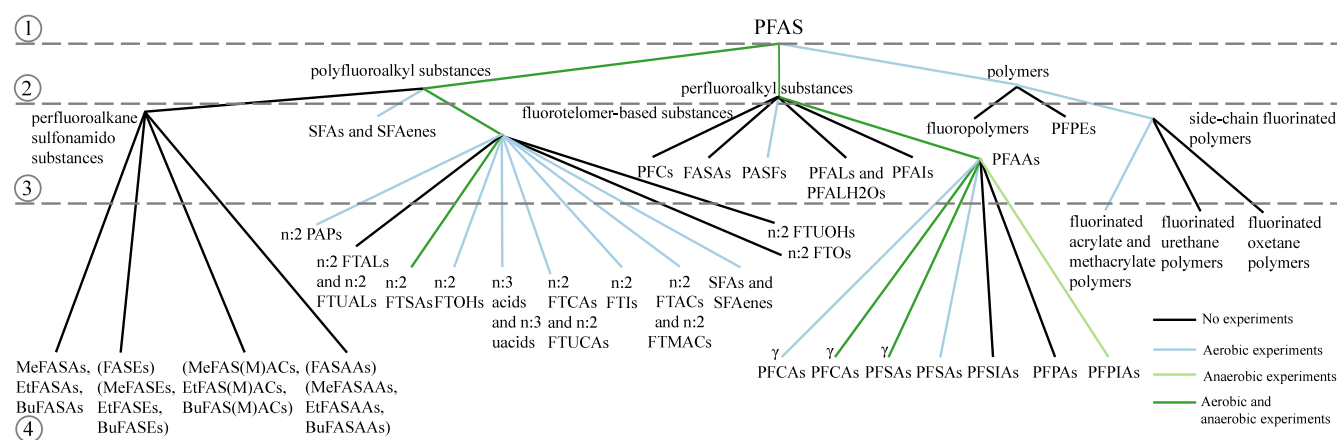 1
PFAS
polyfluoroalkyl substances
polymers
2
perfluoroalkyl substances
perfluoroalkane
sulfonamido
substances
SFAs and SFAenes
fluorotelomer-based substances
fluoropolymers
PFPEs
side-chain fluorinated
polymers
PFCs
FASAs
PASFs
PFALs and
PFALH2Os
PFAIs
PFAAs
3
n:2 PAPs
n:2 FTALs
and n:2
FTUALs
n:2
FTSAs
n:2
FTOHs
n:3
acids
and n:3
uacids
n:2
FTCAs
and n:2
FTUCAs
n:2
FTIs
n:2
FTACs
and n:2
FTMACs
SFAs and
SFAenes
n:2 FTUOHs
n:2 FTOs
fluorinated
acrylate and
methacrylate
polymers
fluorinated
urethane
polymers
fluorinated
oxetane
polymers
MeFASAs,
EtFASAs,
BuFASAs
(FASEs)
(MeFASEs,
EtFASEs,
BuFASEs)
(MeFAS(M)ACs,
EtFAS(M)ACs,
BuFAS(M)ACs)
(FASAAs)
(MeFASAAs,
EtFASAAs,
BuFASAAs)
γ
PFCAs
γ
PFCAs
γ
PFSAs
PFSAs
PFSIAs
PFPAs
PFPIAs
No experiments
Aerobic experiments
Anaerobic experiments
Aerobic and
anaerobic experiments
4